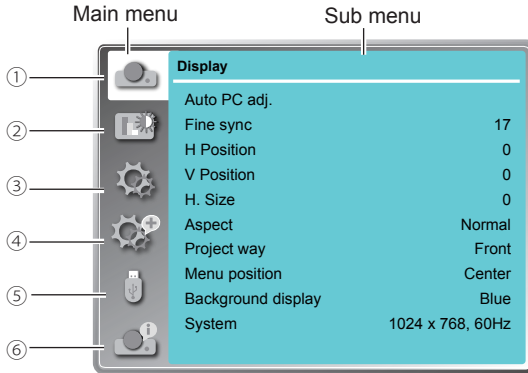 Main menu Sub menu
① Display
Auto PC adj.
② Fine sync 17
H Position 0
③ V Position 0
H. Size 0
④ Aspect Normal
Project way Front
⑤ Menu position Center
Background display Blue
System 1024 x 768, 60Hz
⑥